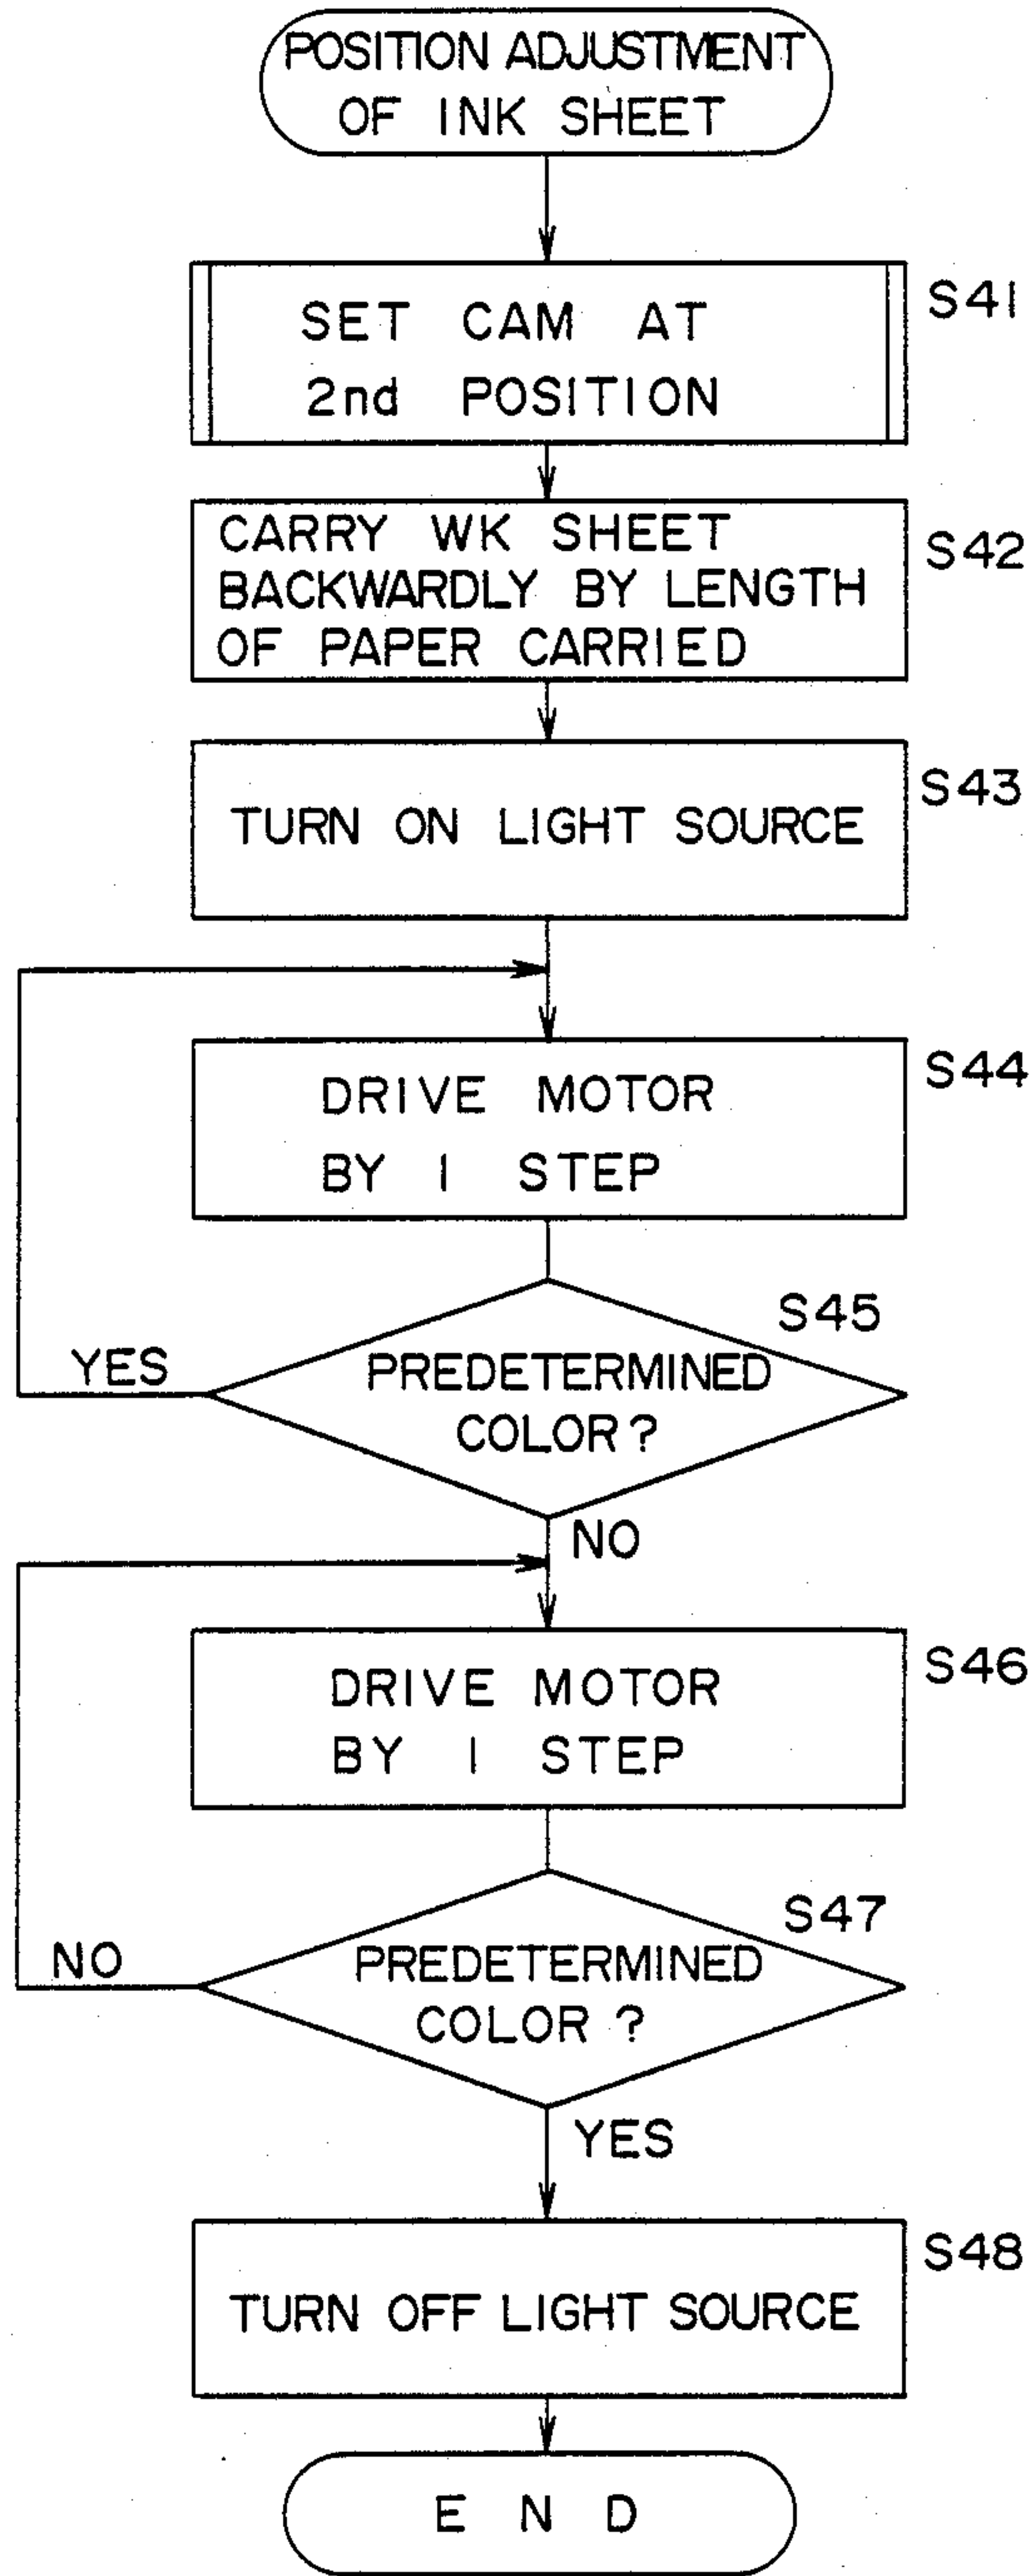 POSITION ADJUSTMENT
OF INK SHEET
SET CAM AT
2nd POSITION
S41
CARRY WK SHEET
BACKWARDLY BY LENGTH
OF PAPER CARRIED
S42
TURN ON LIGHT SOURCE
S43
DRIVE MOTOR
BY 1 STEP
S44
PREDETERMINED
COLOR?
S45
YES
NO
DRIVE MOTOR
BY 1 STEP
S46
PREDETERMINED
COLOR ?
S47
NO
YES
TURN OFF LIGHT SOURCE
S48
END